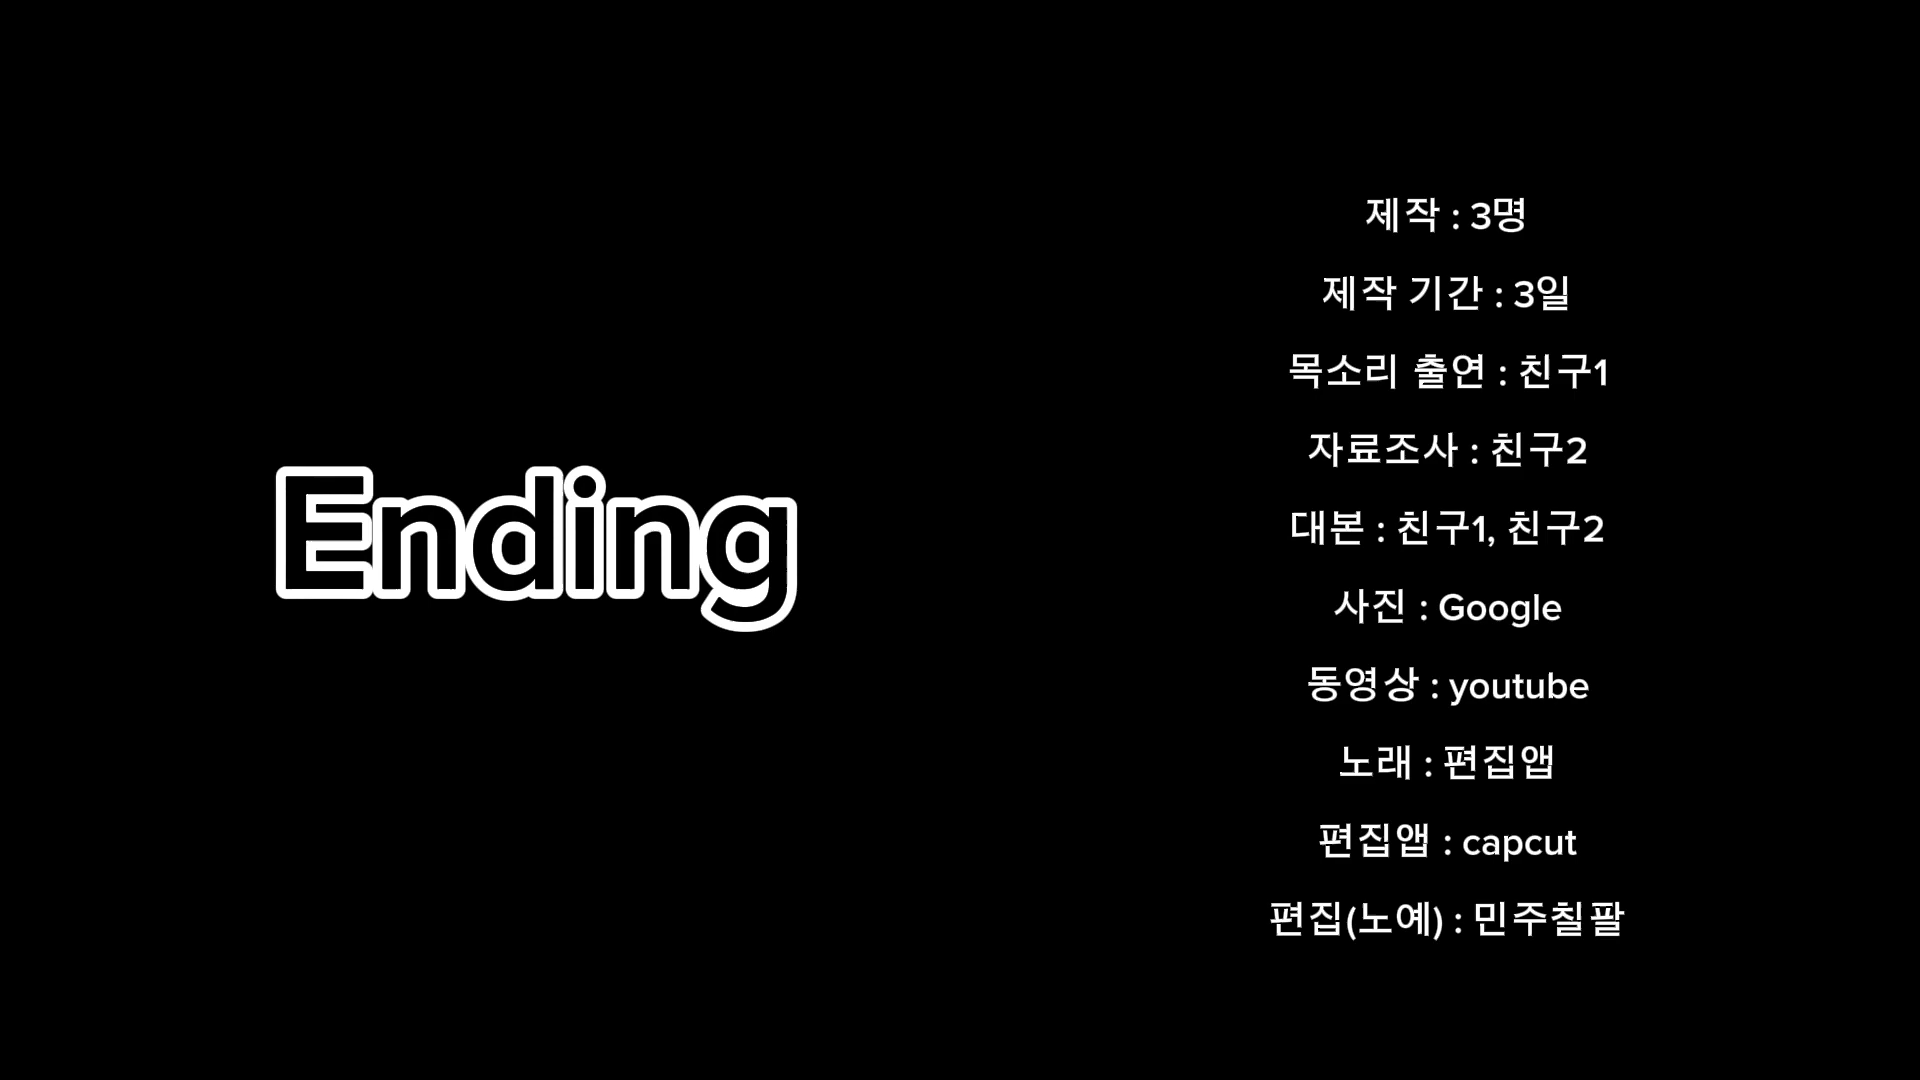 Ending
제작 : 3명
제작 기간 : 3일
목소리 출연 : 친구1
자료조사 : 친구2
대본 : 친구1, 친구2
사진 : Google
동영상 : youtube
노래 : 편집앱
편집앱 : capcut
편집(노예) : 민주칠팔